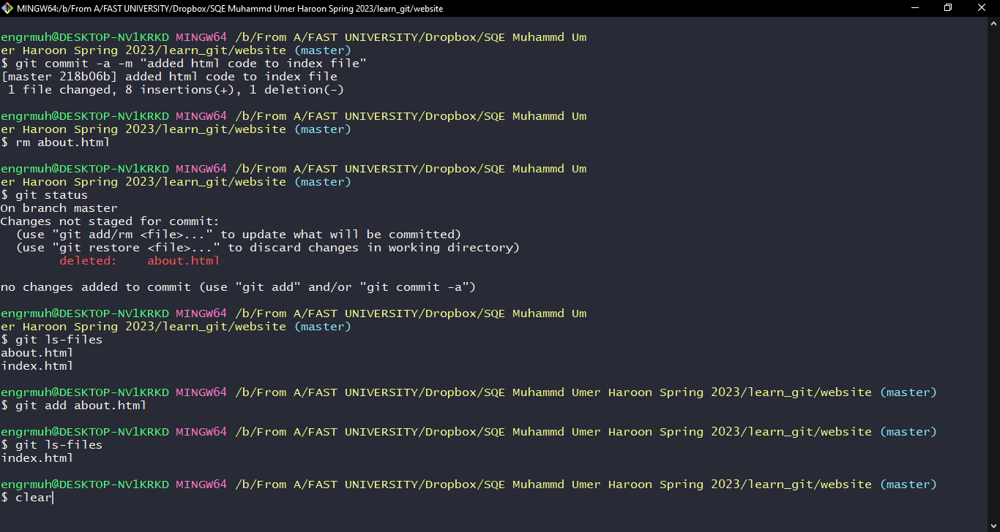 MINGW64:/b/From A/FAST UNIVERSITY/Dropbox/SQE Muhammd Umer Haroon Spring 2023/learn_git/website
engrmuh@DESKTOP-NV1KRKD MINGW64 /b/From A/FAST UNIVERSITY/Dropbox/SQE Muhammd Um
er Haroon Spring 2023/learn_git/website (master)
$ git commit -a -m "added html code to index file"
[master 218b06b] added html code to index file
 1 file changed, 8 insertions(+), 1 deletion(-)
engrmuh@DESKTOP-NV1KRKD MINGW64 /b/From A/FAST UNIVERSITY/Dropbox/SQE Muhammd Um
er Haroon Spring 2023/learn_git/website (master)
$ rm about.html
engrmuh@DESKTOP-NV1KRKD MINGW64 /b/From A/FAST UNIVERSITY/Dropbox/SQE Muhammd Um
er Haroon Spring 2023/learn_git/website (master)
$ git status
On branch master
Changes not staged for commit:
  (use "git add/rm <file>..." to update what will be committed)
  (use "git restore <file>..." to discard changes in working directory)
        deleted:    about.html
no changes added to commit (use "git add" and/or "git commit -a")
engrmuh@DESKTOP-NV1KRKD MINGW64 /b/From A/FAST UNIVERSITY/Dropbox/SQE Muhammd Um
er Haroon Spring 2023/learn_git/website (master)
$ git ls-files
about.html
index.html
engrmuh@DESKTOP-NV1KRKD MINGW64 /b/From A/FAST UNIVERSITY/Dropbox/SQE Muhammd Umer Haroon Spring 2023/learn_git/website (master)
$ git add about.html
engrmuh@DESKTOP-NV1KRKD MINGW64 /b/From A/FAST UNIVERSITY/Dropbox/SQE Muhammd Umer Haroon Spring 2023/learn_git/website (master)
$ git ls-files
index.html
engrmuh@DESKTOP-NV1KRKD MINGW64 /b/From A/FAST UNIVERSITY/Dropbox/SQE Muhammd Umer Haroon Spring 2023/learn_git/website (master)
$ clear